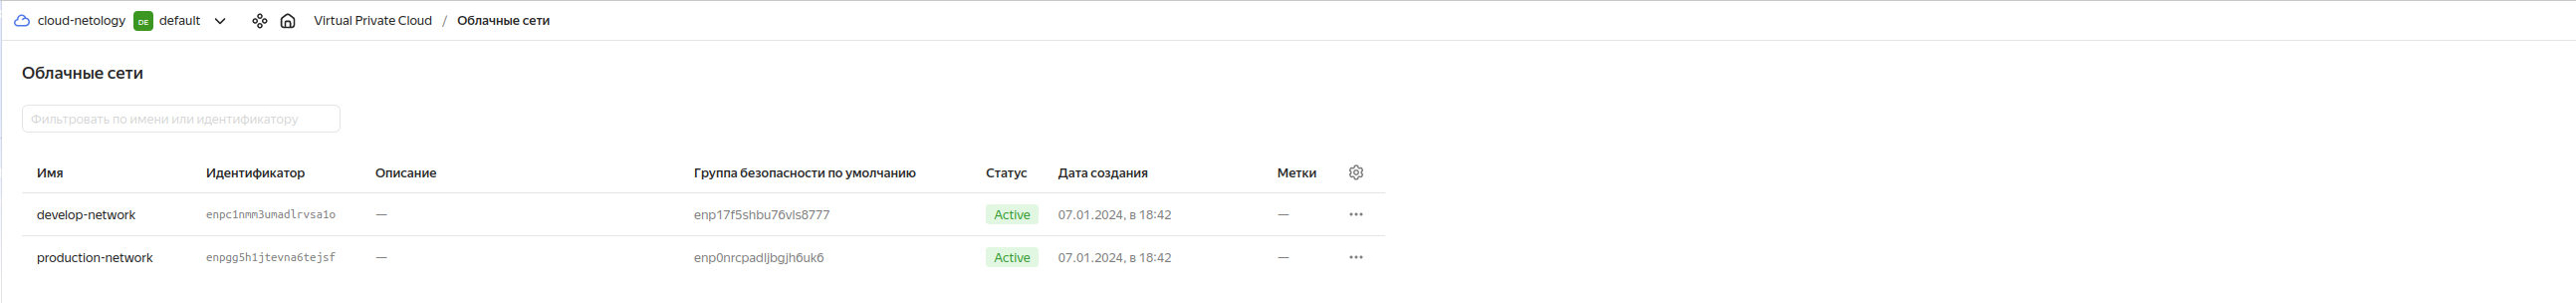 cloud-netology DE default Virtual Private Cloud / Облачные сети
Облачные сети
Фильтровать по имени или идентификатору
Имя Идентификатор Описание Группа безопасности по умолчанию Статус Дата создания Метки
develop-network enpc1nmm3umadlrvsa1o — enp17f5shbu76vls8777 Active 07.01.2024, в 18:42 — ···
production-network enpgg5h1jtevna6tejsf — enp0nrcpadljbgjh6uk6 Active 07.01.2024, в 18:42 — ···